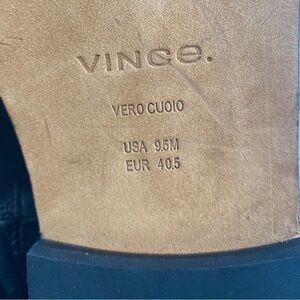 VINCE.
VERO CUOIO
USA 9.5M
EUR 40.5